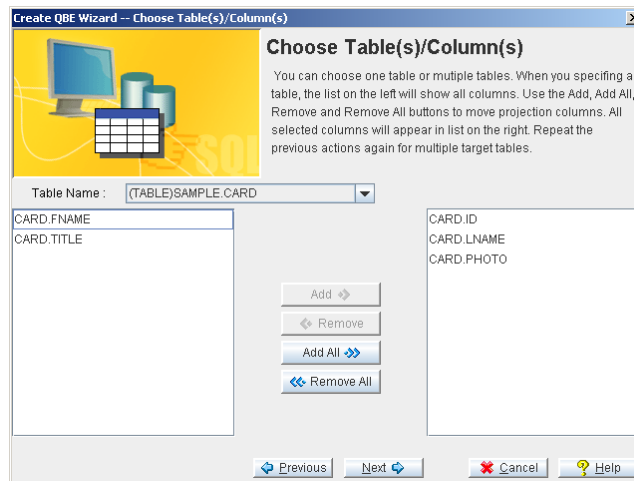 Create QBE Wizard -- Choose Table(s)/Column(s)
Choose Table(s)/Column(s)
You can choose one table or mutiple tables. When you specifing a
table, the list on the left will show all columns. Use the Add, Add All,
Remove and Remove All buttons to move projection columns. All
selected columns will appear in list on the right. Repeat the
previous actions again for multiple target tables.
SQL
Table Name : (TABLE)SAMPLE.CARD
CARD.FNAME
CARD.TITLE
CARD.ID
CARD.LNAME
CARD.PHOTO
Add
Remove
Add All
Remove All
Previous Next Cancel Help